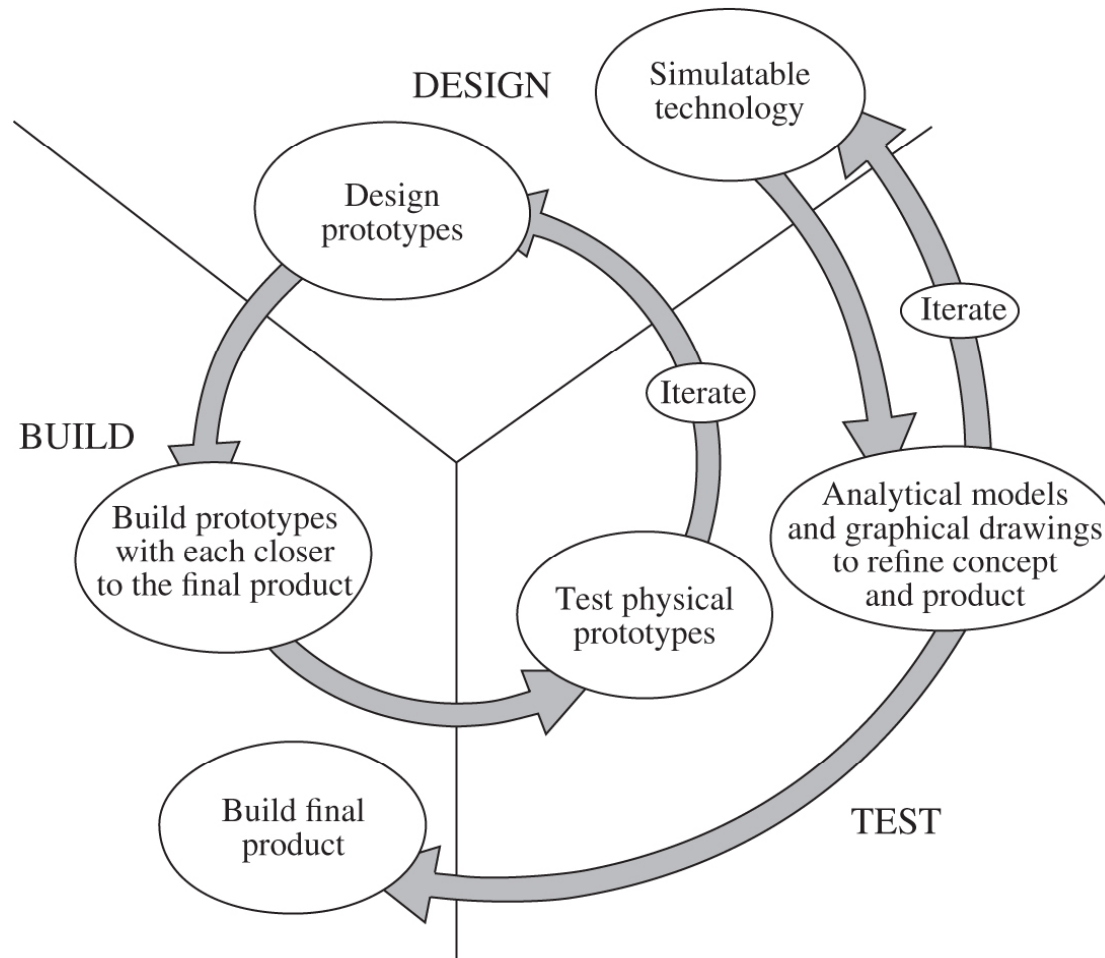 DESIGN
Simulatable
technology
Design
prototypes
Iterate
Iterate
BUILD
Build prototypes
with each closer
to the final product
Test physical
prototypes
Analytical models
and graphical drawings
to refine concept
and product
Build final
product
TEST